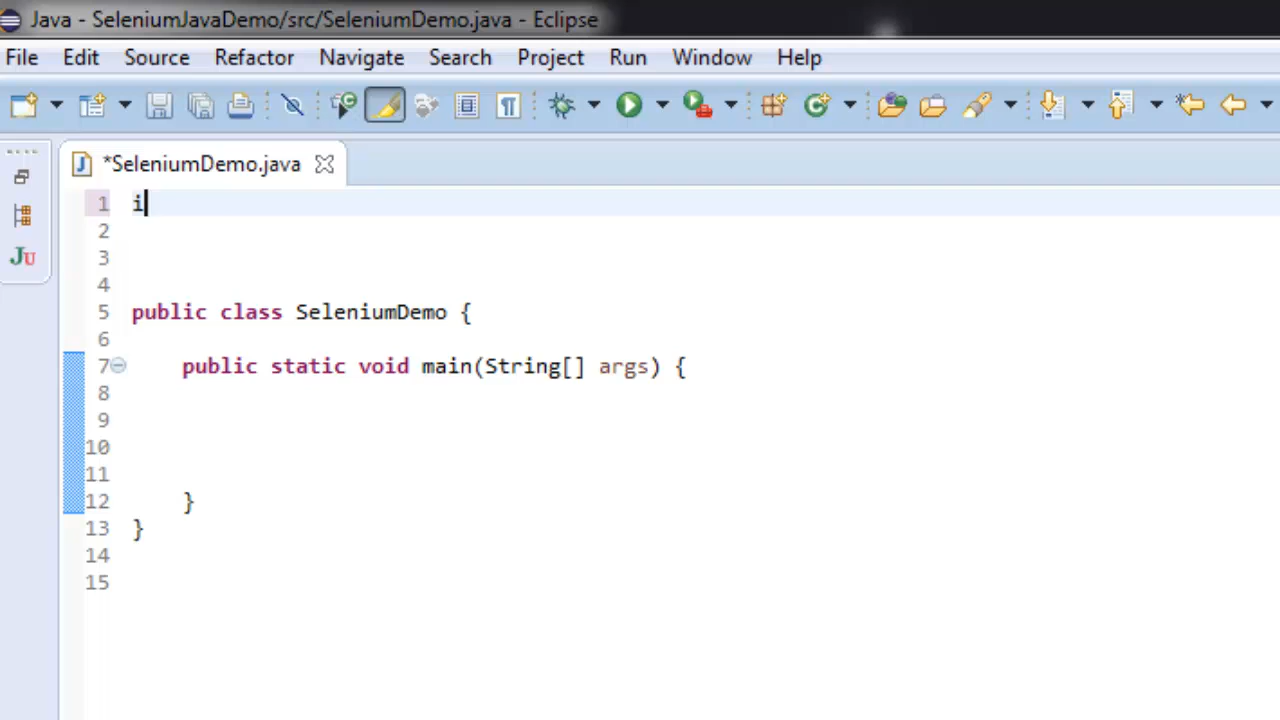 Java - SeleniumJavaDemo/src/SeleniumDemo.java - Eclipse
File Edit Source Refactor Navigate Search Project Run Window Help
*SeleniumDemo.java
1 i
2
3
4
5 public class SeleniumDemo {
6
7 public static void main(String[] args) {
8
9
10
11
12 }
13 }
14
15
JU